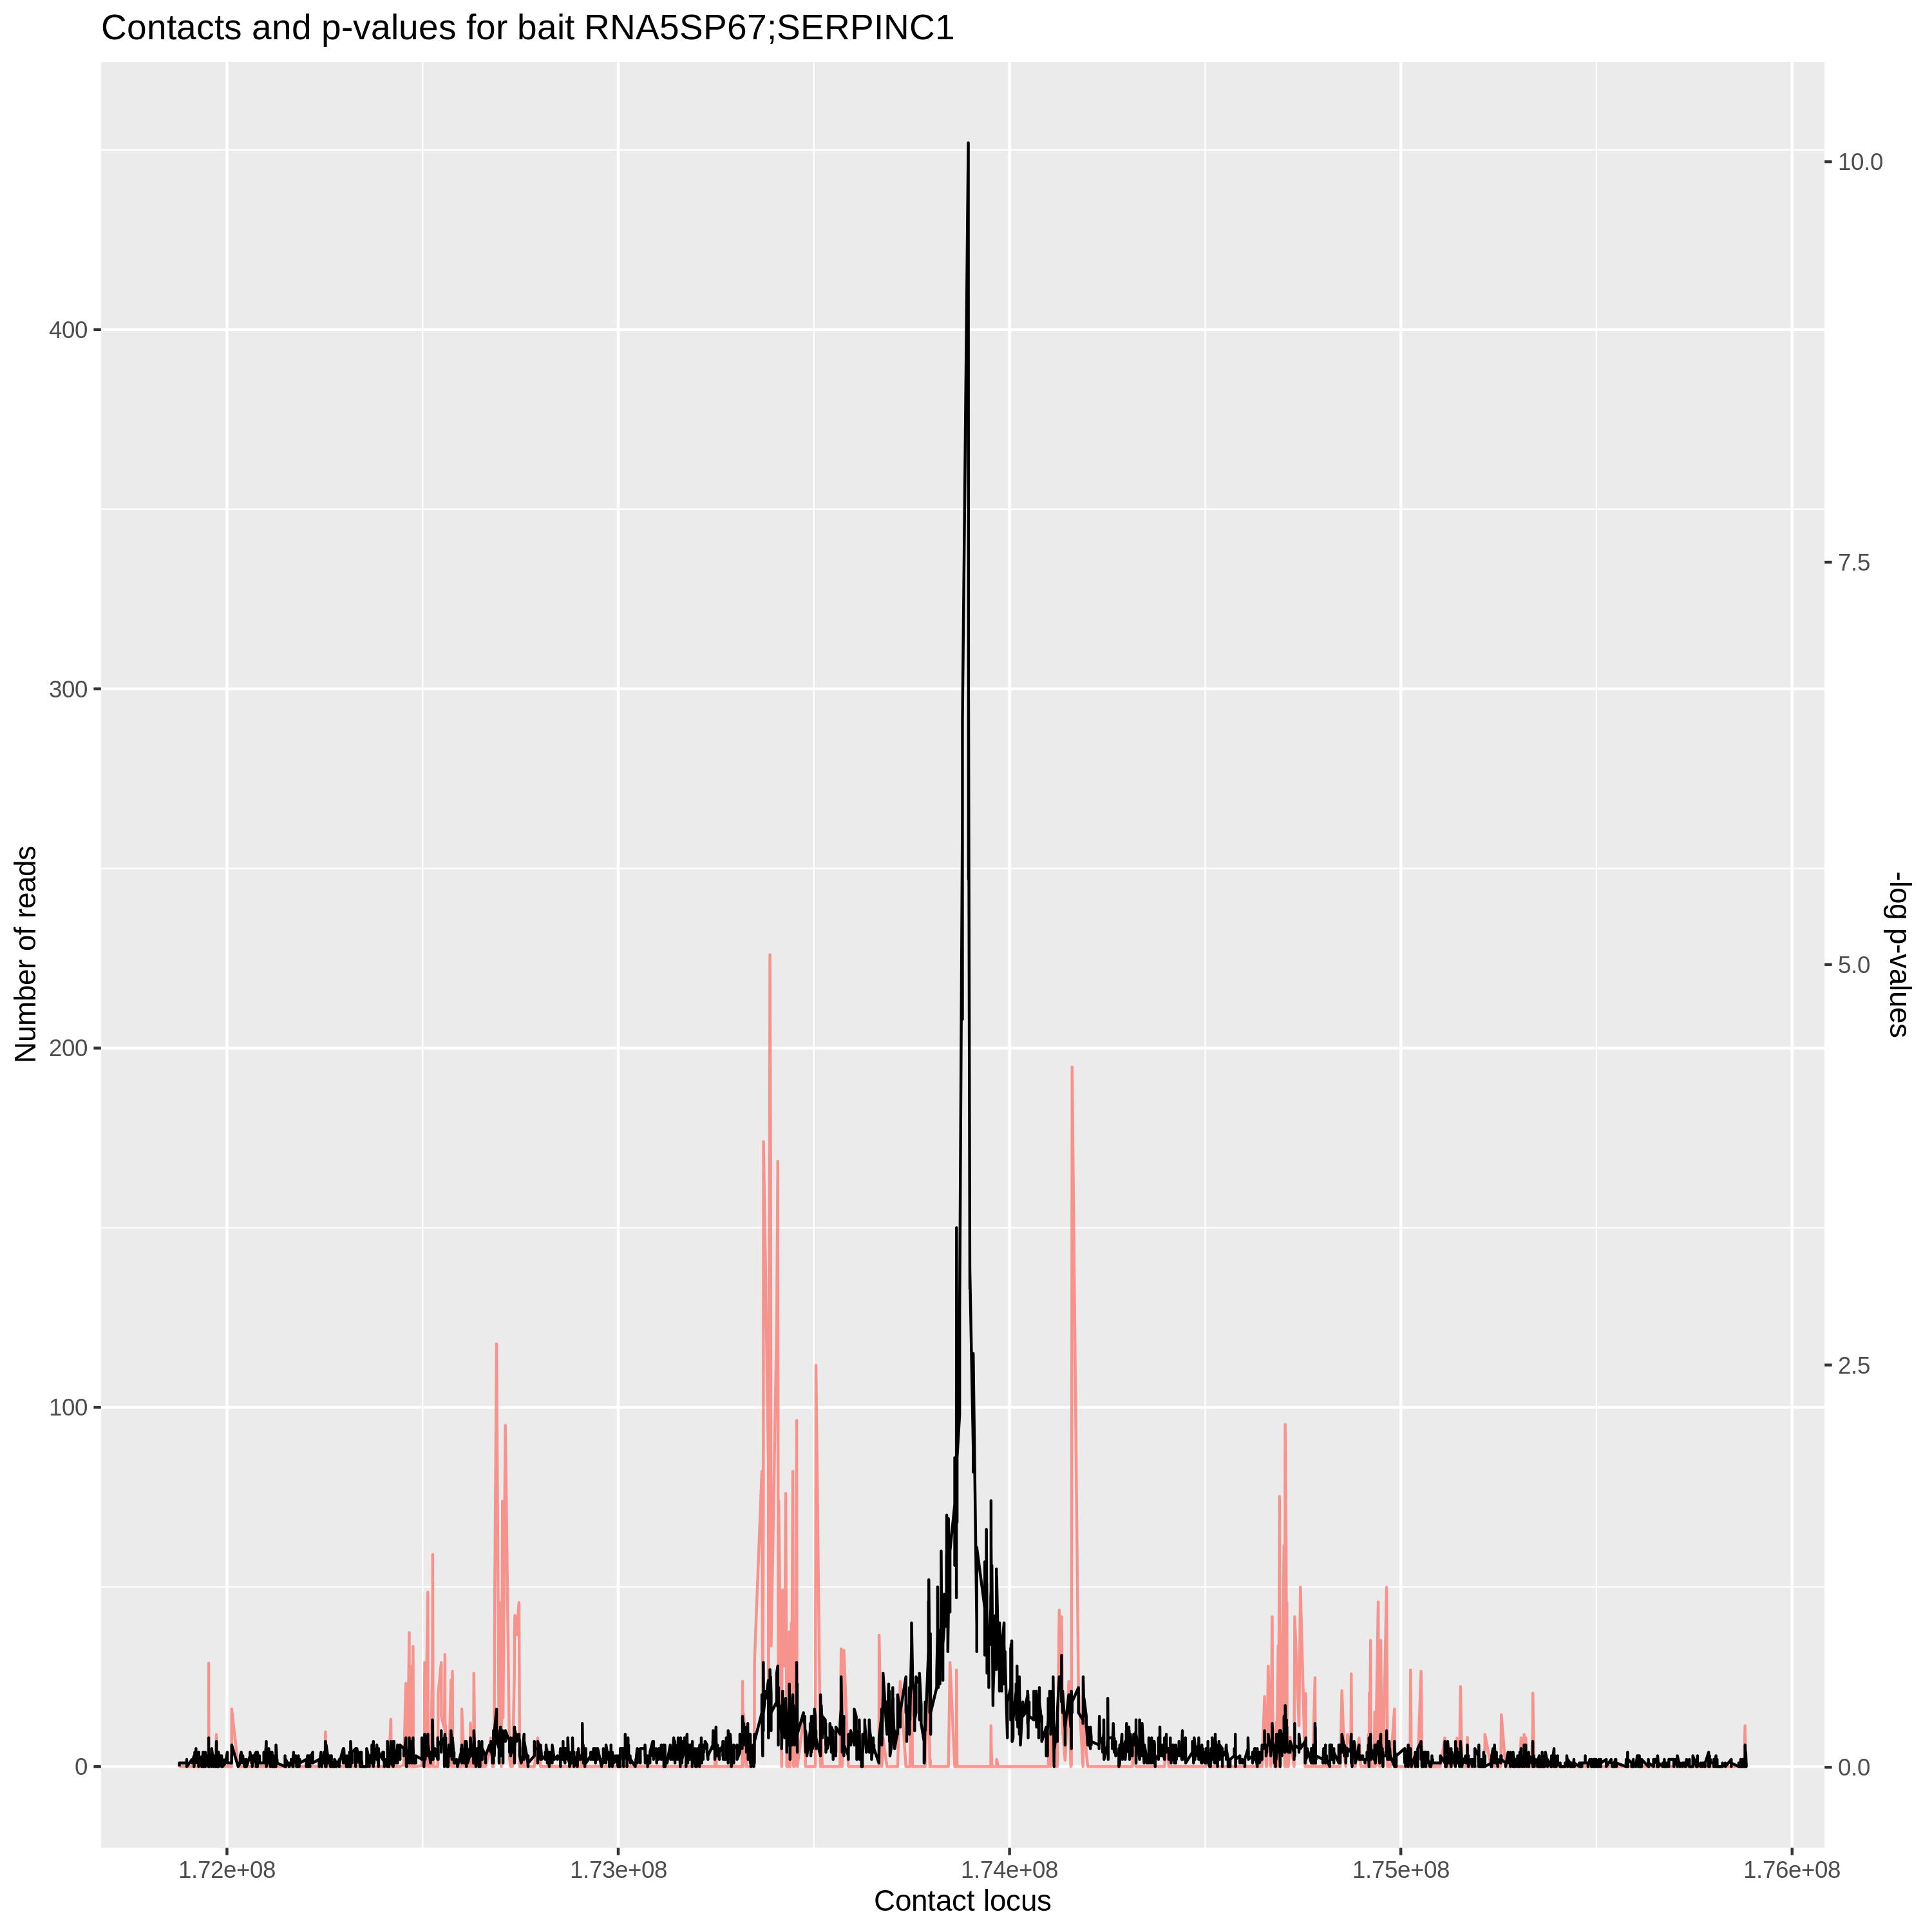 Contacts and p-values for bait RNA5SP67;SERPINC1
400
300
200
100
0
Number of reads
10.0
7.5
5.0
2.5
0.0
-log p-values
1.72e+08
1.73e+08
1.74e+08
1.75e+08
1.76e+08
Contact locus